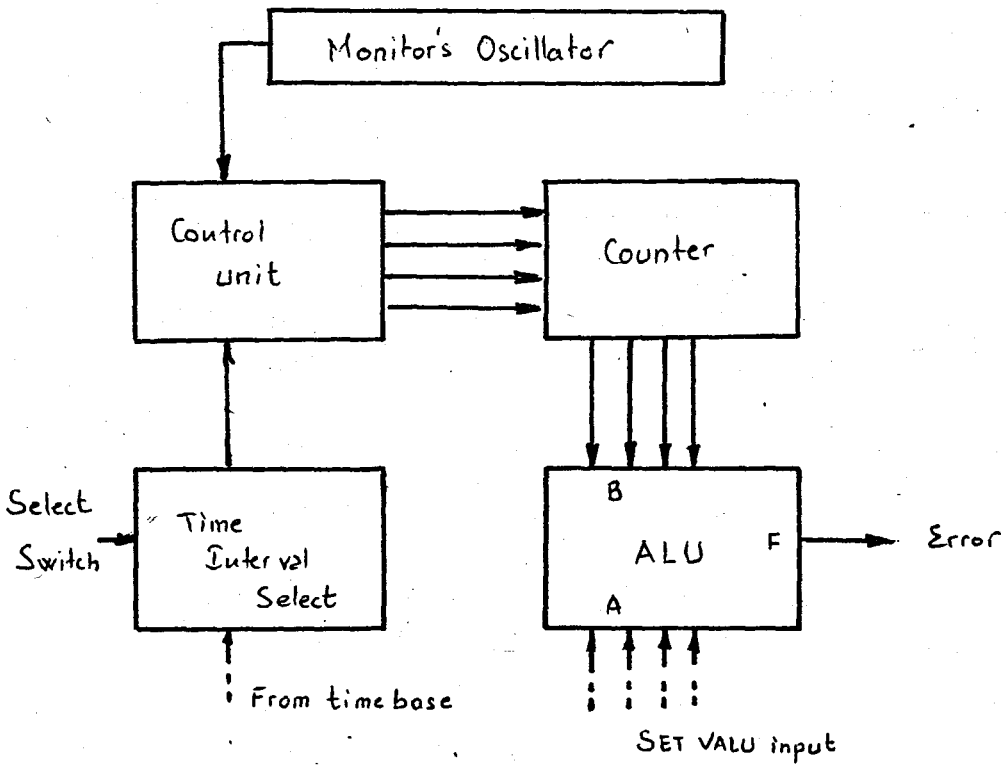 Monitor's Oscillator
Control
unit
Counter
Select
Switch
Time
Interval
Select
B
ALU
F
A
Error
From time base
SET VALU input